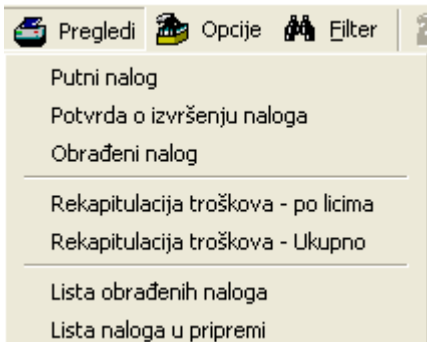 Pregledi Opcije Filter
Putni nalog
Potvrda o izvršenju naloga
Obrađeni nalog
Rekapitulacija troškova - po licima
Rekapitulacija troškova - Ukupno
Lista obrađenih naloga
Lista naloga u pripremi